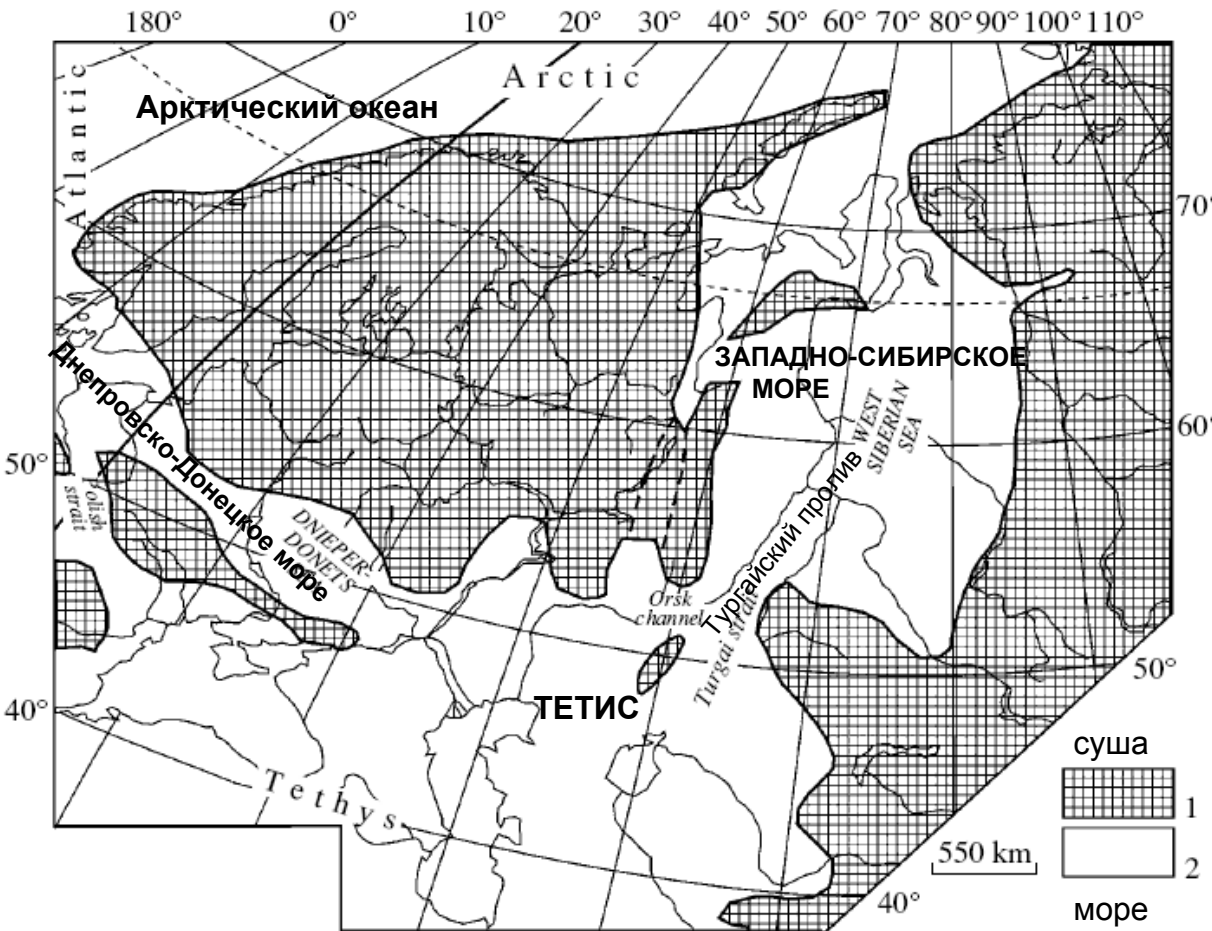 180° 0° 10° 20° 30° 40° 50° 60° 70° 80° 90° 100° 110°
Arctic
Atlantic
Арктический океан
70°
ЗАПАДНО-СИБИРСКОЕ
МОРЕ
Днепровско-Донецкое море
WEST
SIBERIAN
SEA
60°
50°
Polish
strait
DNIEPER-
DONETS
Тургайский пролив
Orsk
channel
Turgai strait
50°
ТЕТИС
40°
Tethys
суша
1
550 km
2
40°
море